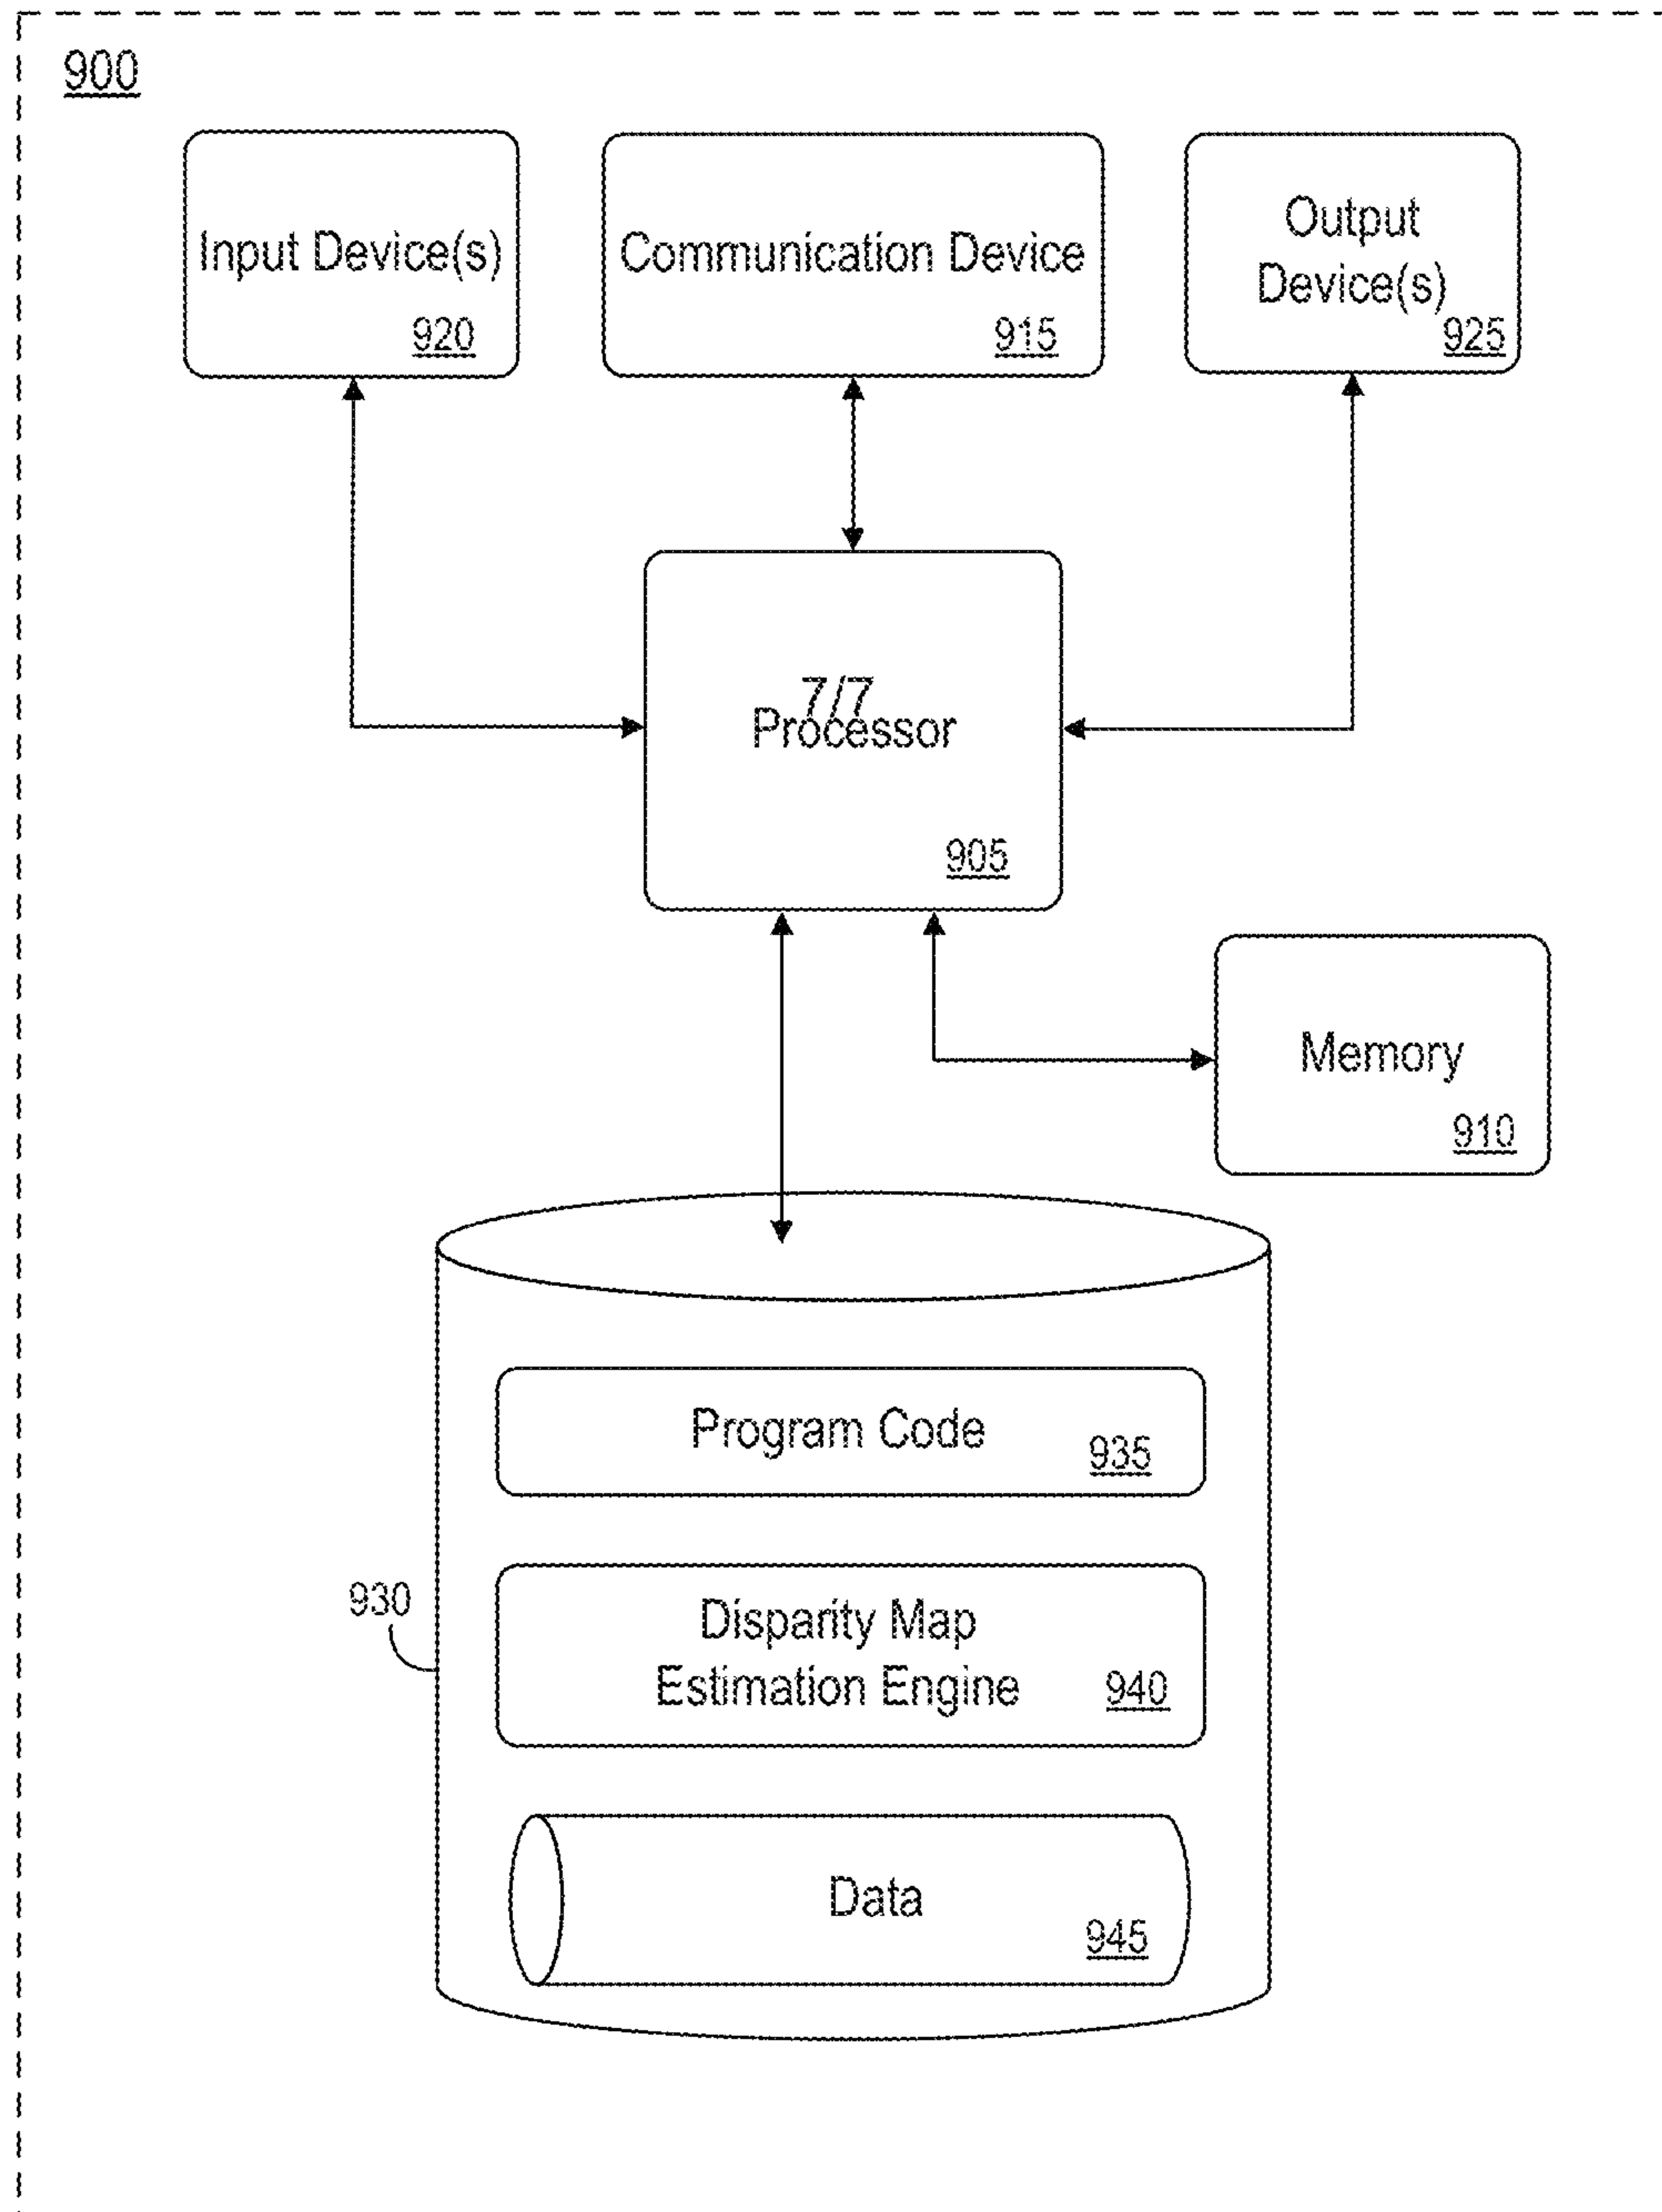 900
Input Device(s)
920
Communication Device
915
Output
Device(s)
925
7/7
Processor
905
Memory
910
Program Code
935
930
Disparity Map
Estimation Engine
940
Data
945